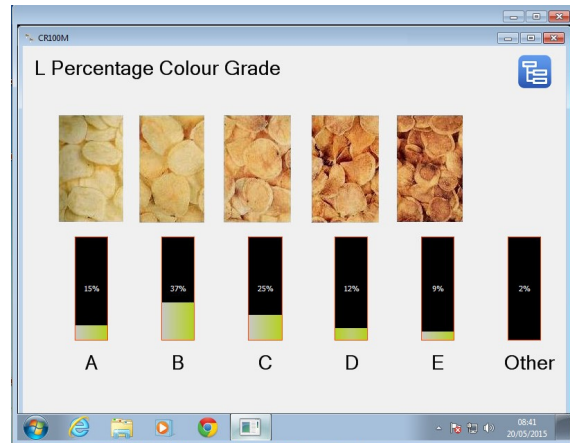 CR100M
L Percentage Colour Grade
15%
37%
25%
12%
9%
2%
A
B
C
D
E
Other
08:41
20/05/2015